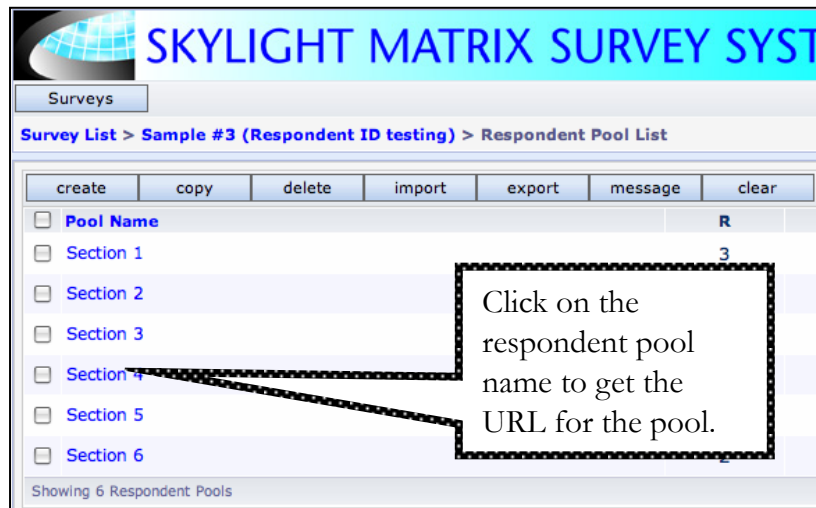 SKYLIGHT MATRIX SURVEY SYST
Surveys
Survey List > Sample #3 (Respondent ID testing) > Respondent Pool List
create copy delete import export message clear
Pool Name R
Section 1 3
Section 2
Section 3
Section 4
Section 5
Section 6
Click on the
respondent pool
name to get the
URL for the pool.
Showing 6 Respondent Pools